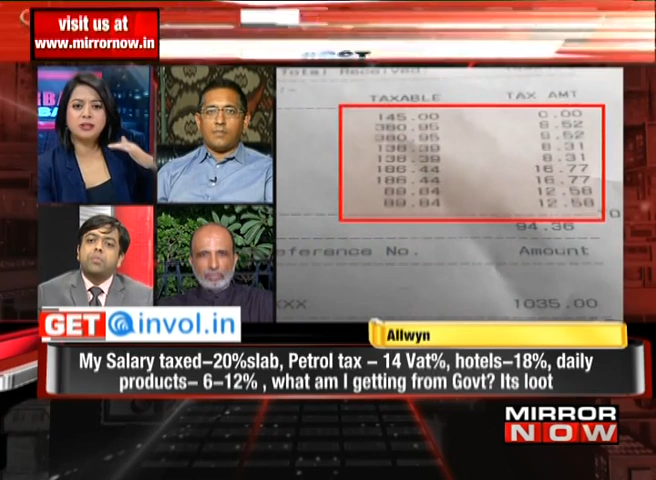 visit us at
www.mirrornow.in
Total Received:
TAXABLE TAX AMT
145.00 0.00
380.95 9.52
380.95 9.52
138.39 8.31
138.39 8.31
186.44 16.77
186.44 16.77
89.84 12.58
89.84 12.58
94.36
eference No. Amount
XXX 1035.00
GET @invol.in
Allwyn
My Salary taxed–20%slab, Petrol tax – 14 Vat%, hotels–18%, daily
products– 6–12% , what am I getting from Govt? Its loot
MIRROR
NOW